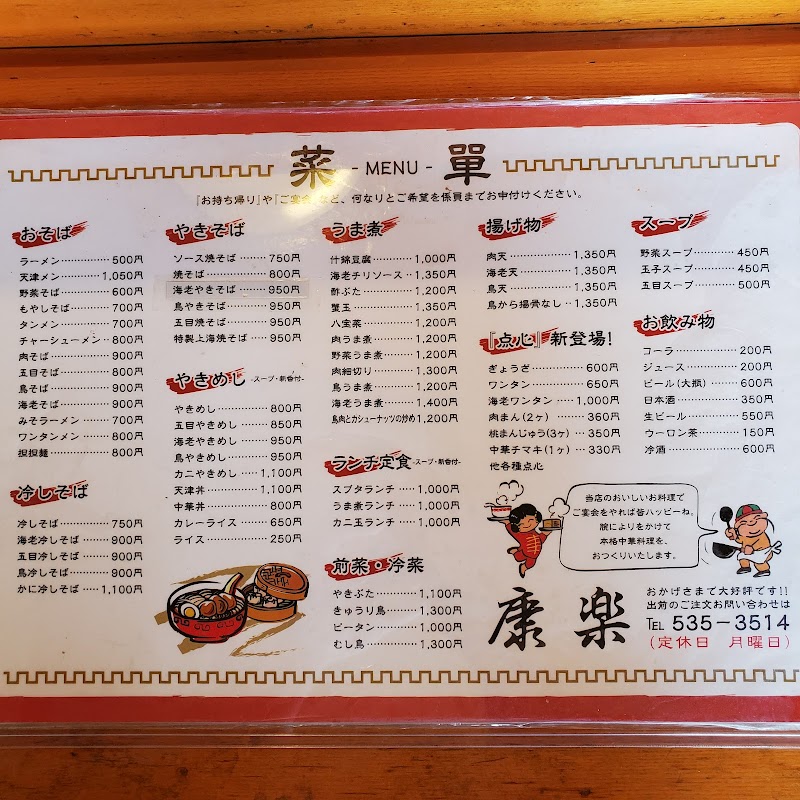 菜 - MENU - 單
『お持ち帰り』や『ご宴会』など、何なりとご希望を係員までお申付けください。
おそば
ラーメン 500円
天津メン 1,050円
野菜そば 600円
もやしそば 700円
タンメン 700円
チャーシューメン 800円
肉そば 900円
五目そば 800円
鳥そば 900円
海老そば 900円
みそラーメン 700円
ワンタンメン 800円
担担麺 800円
冷しそば
冷しそば 750円
海老冷しそば 900円
五目冷しそば 900円
鳥冷しそば 900円
かに冷しそば 1,100円
やきそば
ソース焼そば 750円
焼そば 800円
海老やきそば 950円
鳥やきそば 950円
五目焼そば 950円
特製上海焼そば 950円
やきめし -スープ・新香付-
やきめし 800円
五目やきめし 850円
海老やきめし 950円
鳥やきめし 950円
カニやきめし 1,100円
天津丼 1,100円
中華丼 800円
カレーライス 650円
ライス 250円
うま煮
什錦豆腐 1,000円
海老チリソース 1,350円
酢ぶた 1,200円
蟹玉 1,350円
八宝菜 1,200円
肉うま煮 1,200円
野菜うま煮 1,200円
肉細切り 1,300円
鳥うま煮 1,200円
海老うま煮 1,400円
鳥肉とカシューナッツの炒め 1,200円
ランチ定食 -スープ・新香付-
スブタランチ 1,000円
うま煮ランチ 1,000円
カニ玉ランチ 1,000円
前菜・冷菜
やきぶた 1,100円
きゅうり鳥 1,300円
ピータン 1,000円
むし鳥 1,300円
揚げ物
肉天 1,350円
海老天 1,350円
鳥天 1,350円
鳥から揚骨なし 1,350円
『点心』新登場!
ぎょうざ 600円
ワンタン 650円
海老ワンタン 1,000円
肉まん(2ヶ) 360円
桃まんじゅう(3ヶ) 350円
中華チマキ(1ヶ) 330円
他各種点心
スープ
野菜スープ 450円
玉子スープ 450円
五目スープ 500円
お飲み物
コーラ 200円
ジュース 200円
ビール(大瓶) 600円
日本酒 350円
生ビール 550円
ウーロン茶 150円
冷酒 600円
当店のおいしいお料理で
ご宴会をやれば皆ハッピーね。
腕によりをかけて
本格中華料理を、
おつくりいたします。
康楽
おかげさまで大好評です!!
出前のご注文お問い合わせは
TEL 535-3514
(定休日 月曜日)